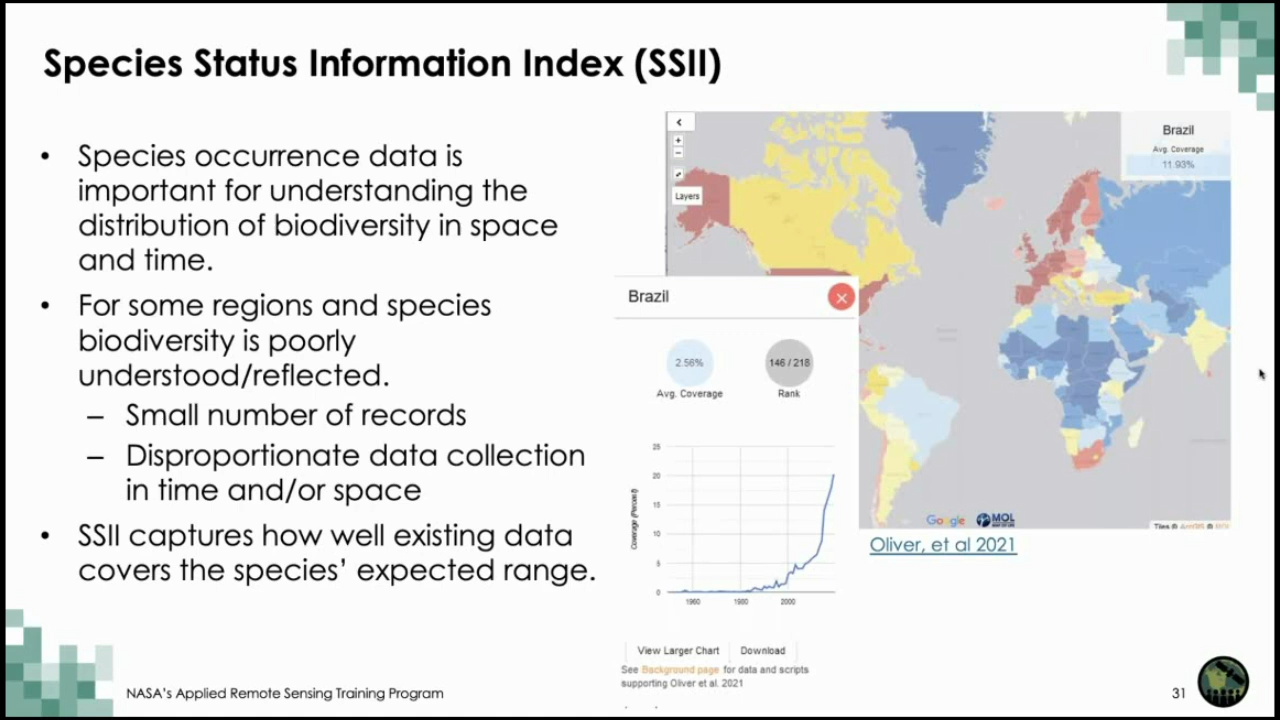 Species Status Information Index (SSII)
• Species occurrence data is
important for understanding the
distribution of biodiversity in space
and time.
• For some regions and species
biodiversity is poorly
understood/reflected.
– Small number of records
– Disproportionate data collection
in time and/or space
• SSII captures how well existing data
covers the species’ expected range.
Brazil
Avg. Coverage
11.93%
+
−
Layers
Brazil
2.56%
146 / 218
Avg. Coverage
Rank
25
20
15
10
5
0
Coverage (Percent)
1960
1980
2000
View Larger Chart
Download
See Background page for data and scripts
supporting Oliver et al. 2021
Google
MOL
Tiles © ArcGIS ©
Oliver, et al 2021
NASA’s Applied Remote Sensing Training Program
31